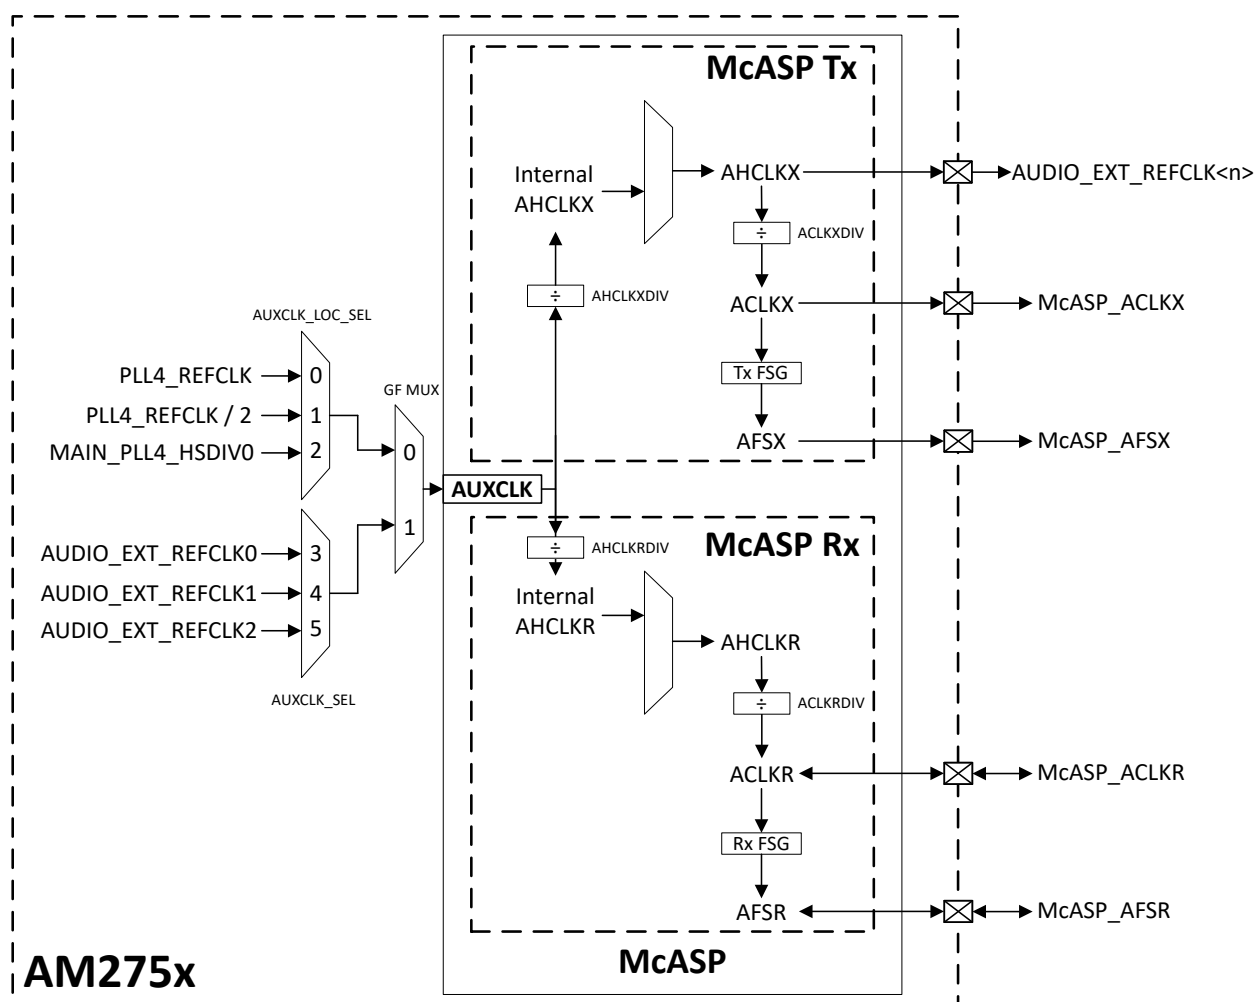 McASP Tx
Internal
AHCLKX
AHCLKX
AUDIO_EXT_REFCLK<n>
÷
ACLKXDIV
÷
AHCLKXDIV
ACLKX
McASP_ACLKX
Tx FSG
AFSX
McASP_AFSX
AUXCLK_LOC_SEL
PLL4_REFCLK
0
PLL4_REFCLK / 2
1
MAIN_PLL4_HSDIV0
2
GF MUX
0
1
AUXCLK
AUDIO_EXT_REFCLK0
3
AUDIO_EXT_REFCLK1
4
AUDIO_EXT_REFCLK2
5
AUXCLK_SEL
McASP Rx
÷
AHCLKRDIV
Internal
AHCLKR
AHCLKR
÷
ACLKRDIV
ACLKR
McASP_ACLKR
Rx FSG
AFSR
McASP_AFSR
McASP
AM275x